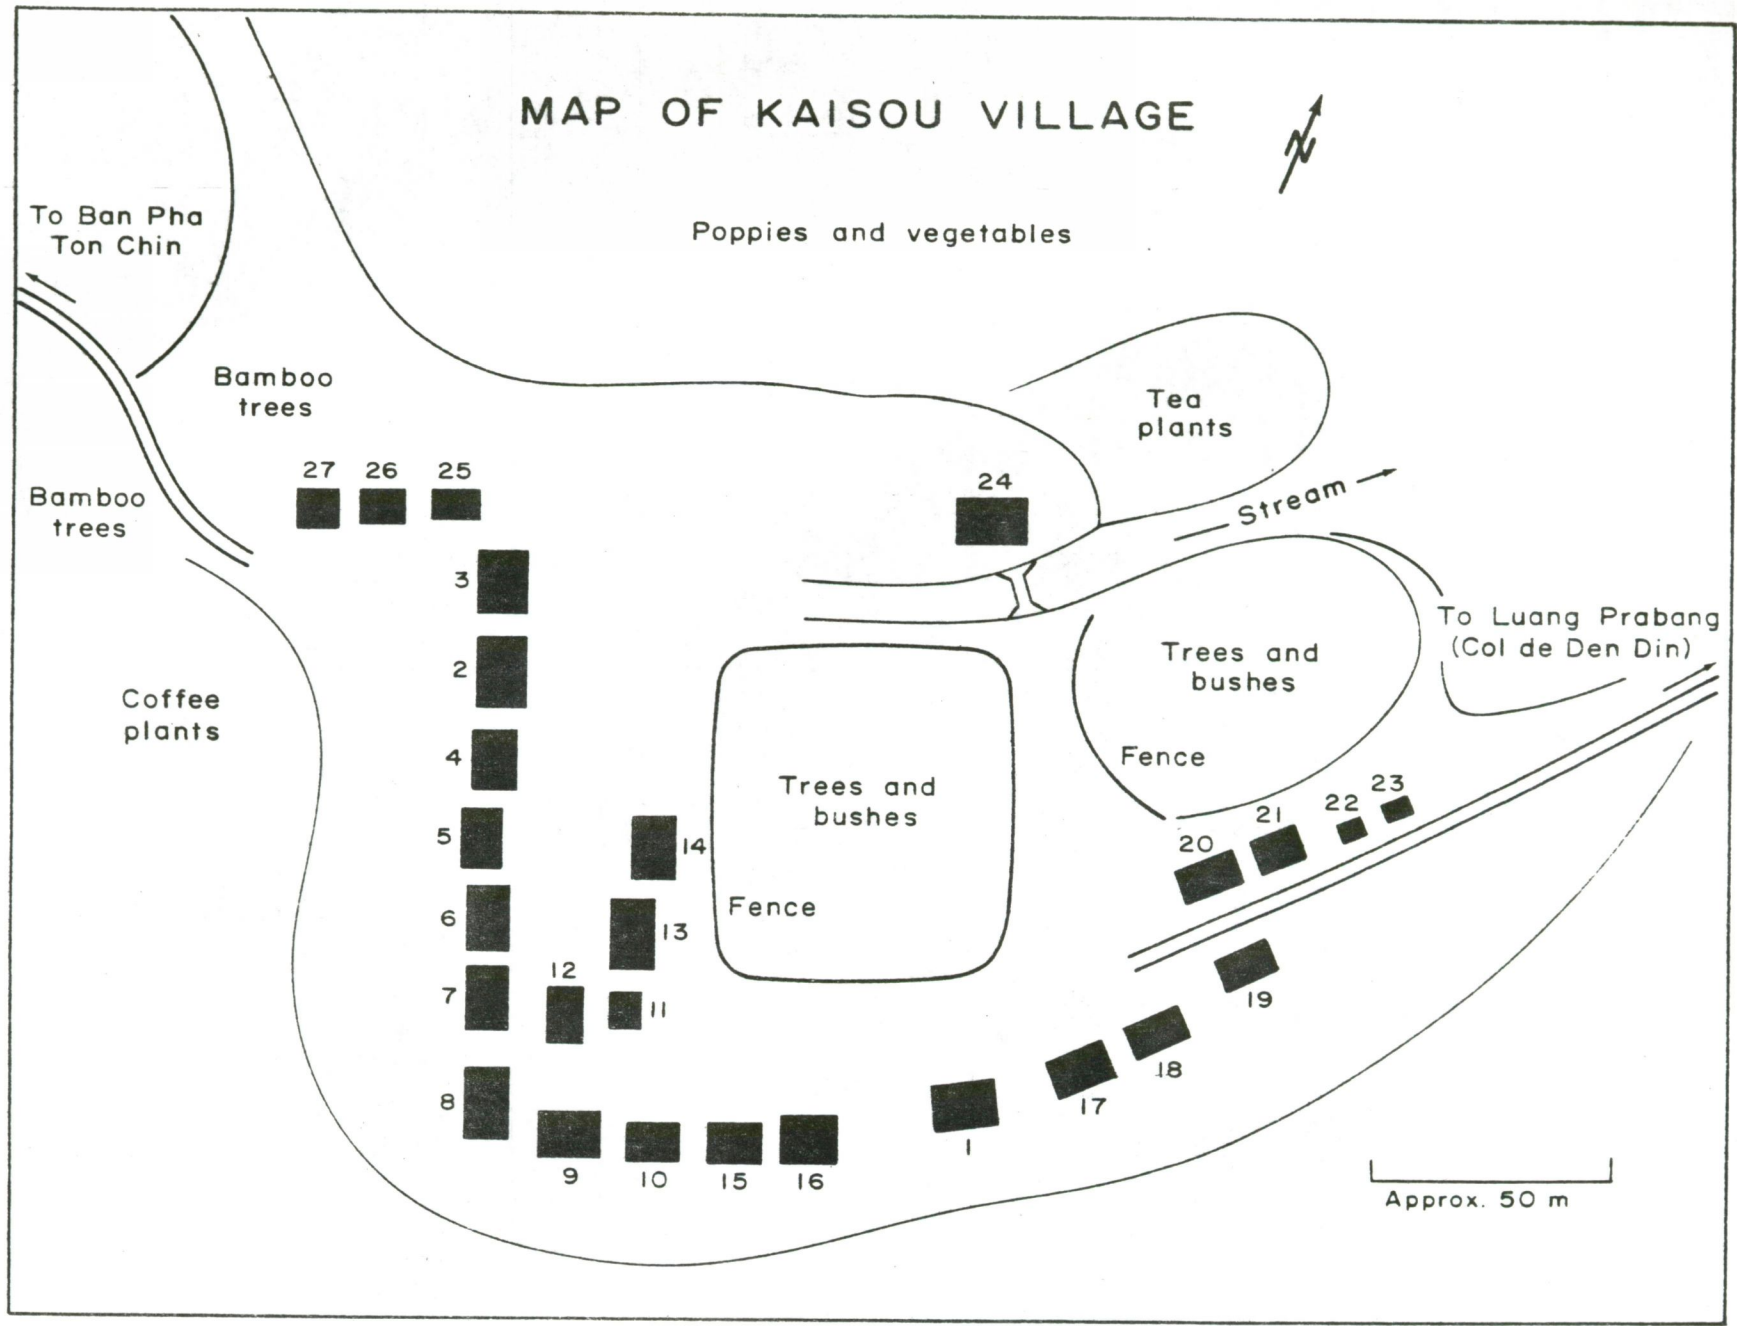 MAP OF KAISOU VILLAGE
N
Poppies and vegetables
To Ban Pha
Ton Chin
Bamboo
trees
Tea
plants
Bamboo
trees
27
26
25
24
Stream
3
2
4
5
6
7
8
Coffee
plants
To Luang Prabang
(Col de Den Din)
Trees and
bushes
Fence
Trees and
bushes
Fence
14
13
12
11
20
21
22
23
19
18
17
1
9
10
15
16
Approx. 50 m